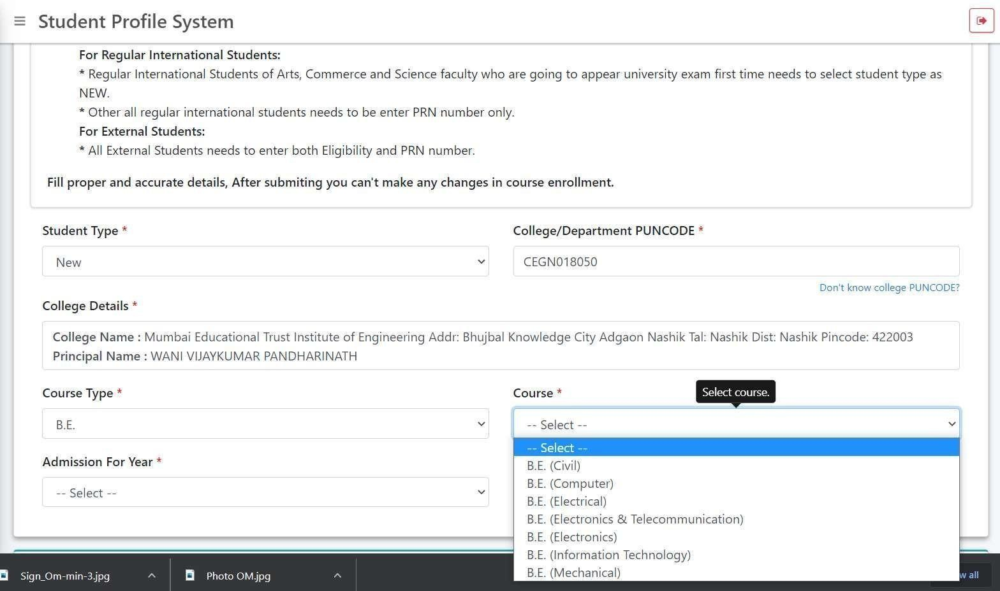 Student Profile System
For Regular International Students:
* Regular International Students of Arts, Commerce and Science faculty who are going to appear university exam first time needs to select student type as
NEW.
* Other all regular international students needs to be enter PRN number only.
For External Students:
* All External Students needs to enter both Eligibility and PRN number.
Fill proper and accurate details, After submiting you can't make any changes in course enrollment.
Student Type *
College/Department PUNCODE *
New
CEGN018050
Don't know college PUNCODE?
College Details *
College Name : Mumbai Educational Trust Institute of Engineering Addr: Bhujbal Knowledge City Adgaon Nashik Tal: Nashik Dist: Nashik Pincode: 422003
Principal Name : WANI VIJAYKUMAR PANDHARINATH
Course Type *
Course *
Select course.
B.E.
-- Select --
Admission For Year *
-- Select --
-- Select --
B.E. (Civil)
B.E. (Computer)
B.E. (Electrical)
B.E. (Electronics & Telecommunication)
B.E. (Electronics)
B.E. (Information Technology)
B.E. (Mechanical)
Sign_Om-min-3.jpg
Photo OM.jpg
w all